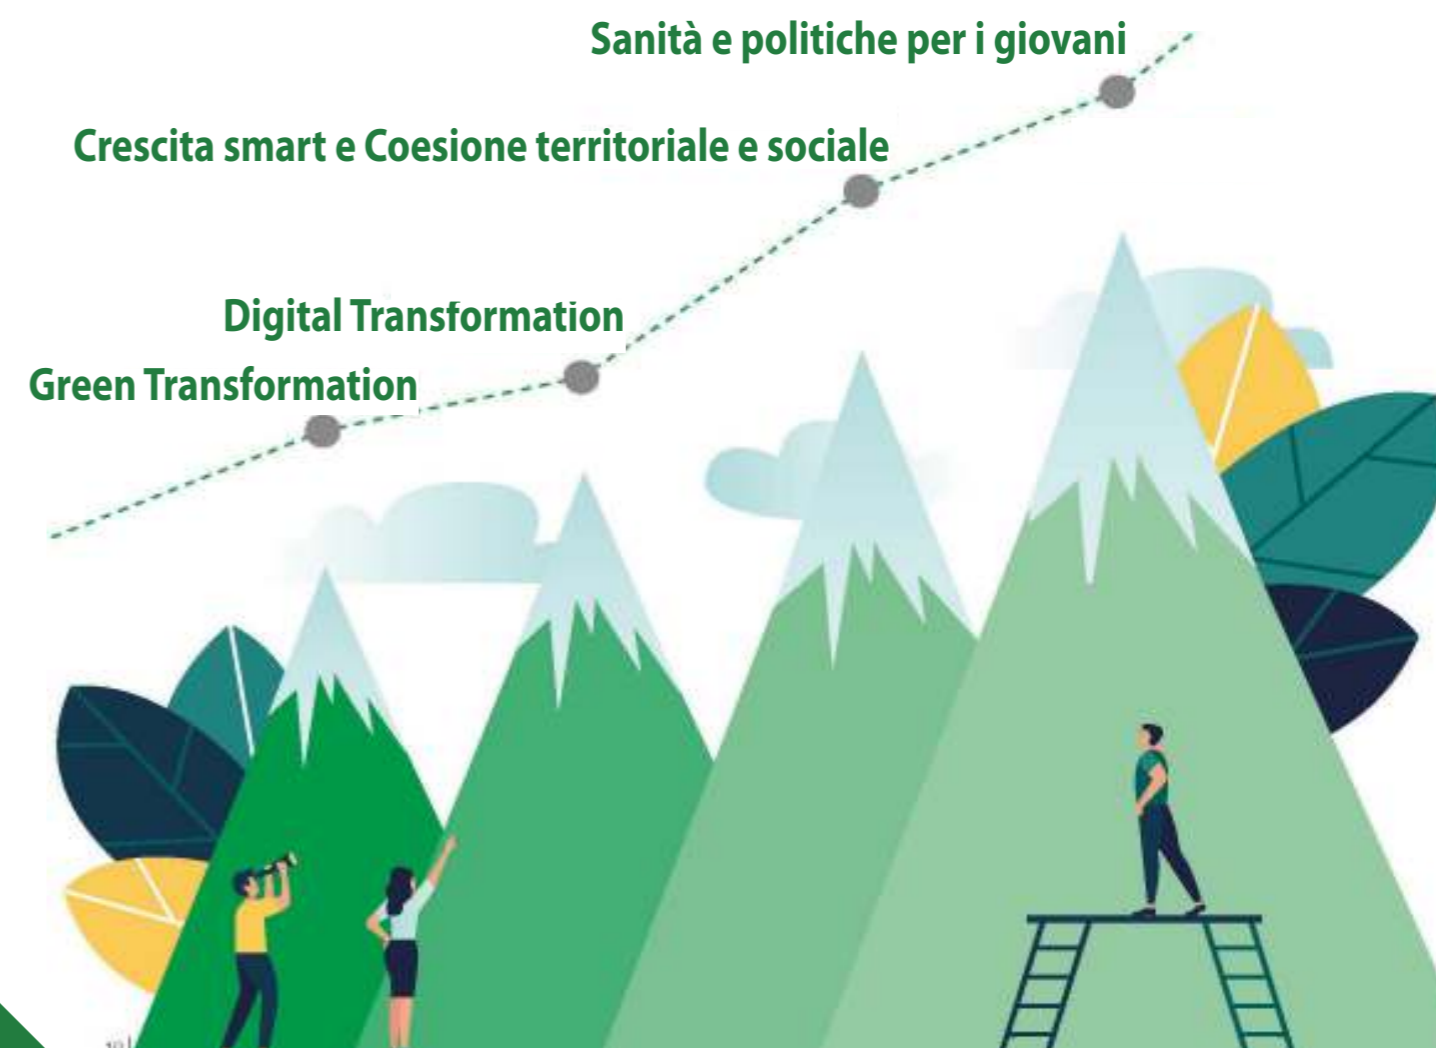 Sanità e politiche per i giovani
Crescita smart e Coesione territoriale e sociale
Digital Transformation
Green Transformation